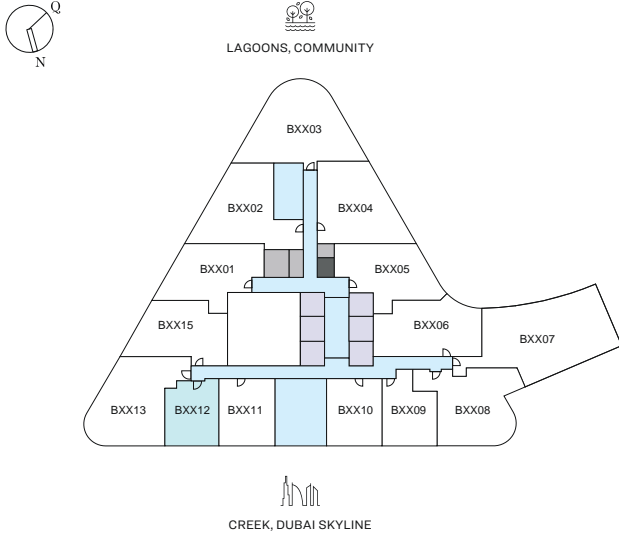 Q
N
LAGOONS, COMMUNITY
BXX03
BXX02
BXX04
BXX01
BXX05
BXX15
BXX06
BXX07
BXX13
BXX12
BXX11
BXX10
BXX09
BXX08
CREEK, DUBAI SKYLINE